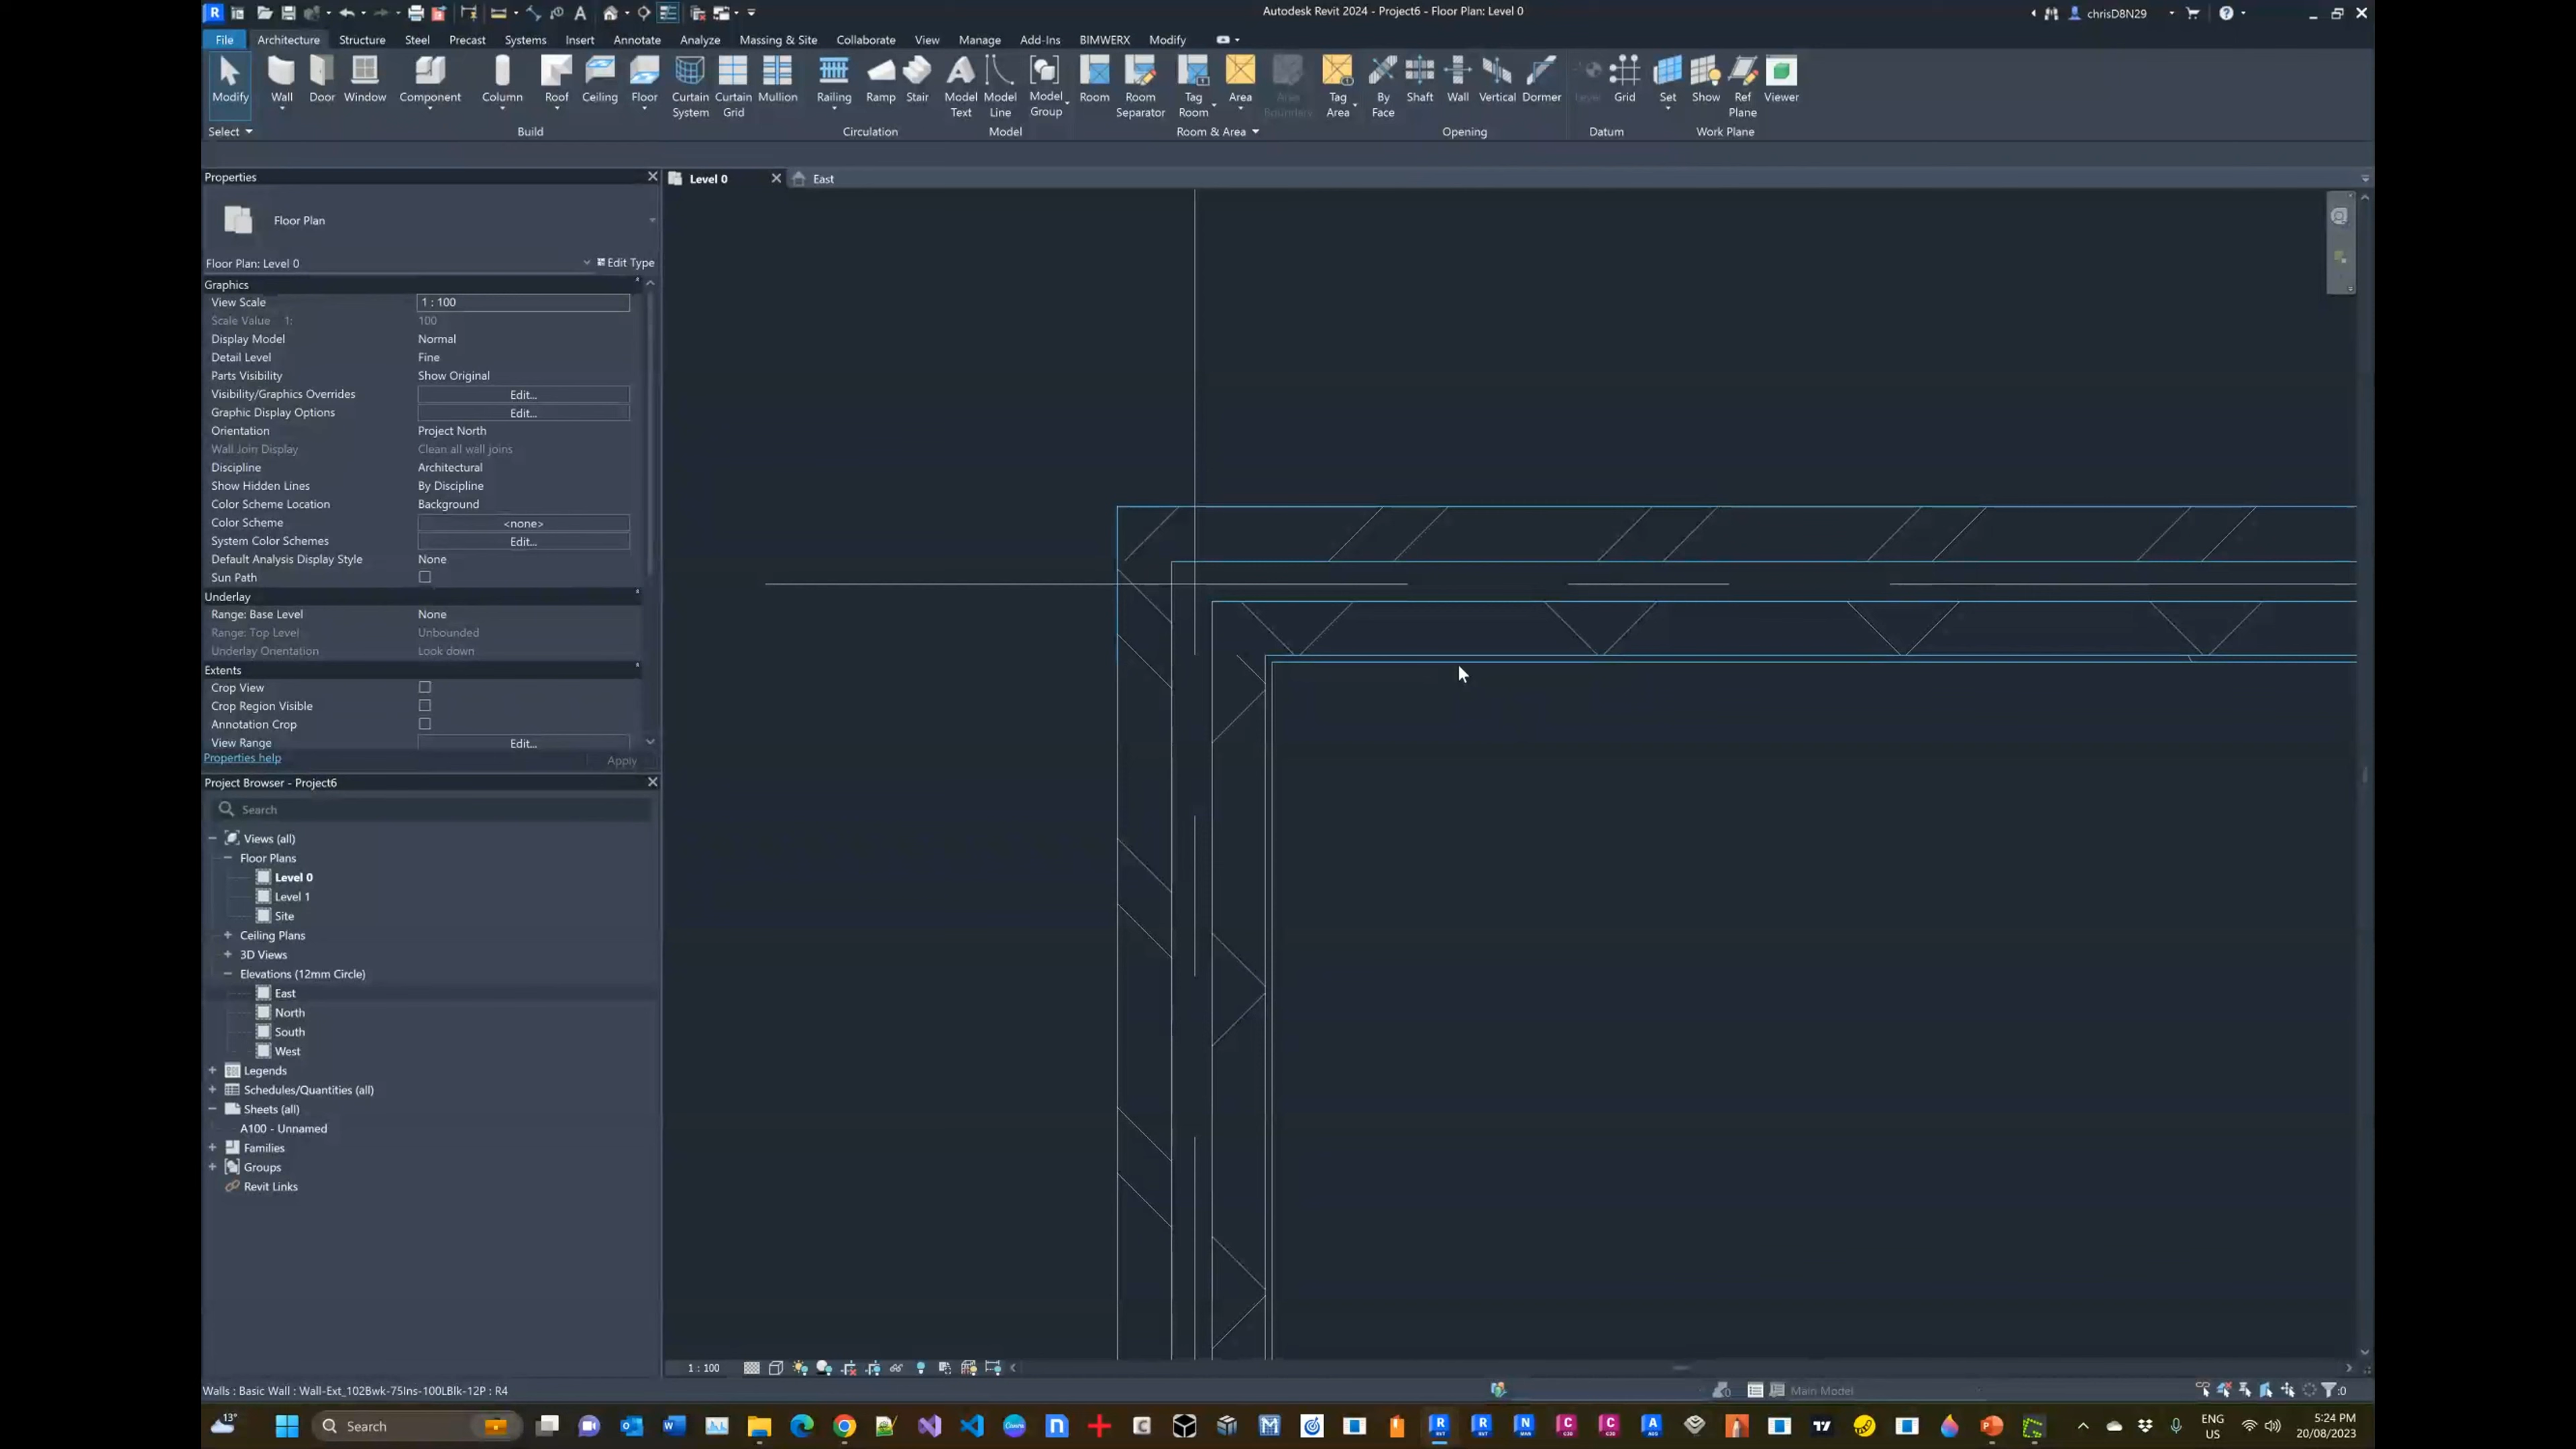 Autodesk Revit 2024 - Project6 - Floor Plan: Level 0
chrisD8N29
File Architecture Structure Steel Precast Systems Insert Annotate Analyze Massing & Site Collaborate View Manage Add-Ins BIMWERX Modify
Modify Wall Door Window Component Column Roof Ceiling Floor Curtain System Curtain Grid Mullion Railing Ramp Stair Model Text Model Line Model Group Room Room Separator Tag Room Area Area Boundary Tag Area By Face Shaft Wall Vertical Dormer Level Grid Set Show Ref Plane Viewer
Select Build Circulation Model Room & Area Opening Datum Work Plane
Properties
Level 0
East
Floor Plan
Floor Plan: Level 0 Edit Type
Graphics
View Scale 1 : 100
Scale Value 1: 100
Display Model Normal
Detail Level Fine
Parts Visibility Show Original
Visibility/Graphics Overrides Edit...
Graphic Display Options Edit...
Orientation Project North
Wall Join Display Clean all wall joins
Discipline Architectural
Show Hidden Lines By Discipline
Color Scheme Location Background
Color Scheme <none>
System Color Schemes Edit...
Default Analysis Display Style None
Sun Path
Underlay
Range: Base Level None
Range: Top Level Unbounded
Underlay Orientation Look down
Extents
Crop View
Crop Region Visible
Annotation Crop
View Range Edit...
Properties help Apply
Project Browser - Project6
Search
Views (all)
Floor Plans
Level 0
Level 1
Site
Ceiling Plans
3D Views
Elevations (12mm Circle)
East
North
South
West
Legends
Schedules/Quantities (all)
Sheets (all)
A100 - Unnamed
Families
Groups
Revit Links
1 : 100
Walls : Basic Wall : Wall-Ext_102Bwk-75Ins-100LBlk-12P : R4
Main Model
:0
13°
Search
ENG
US
5:24 PM
20/08/2023